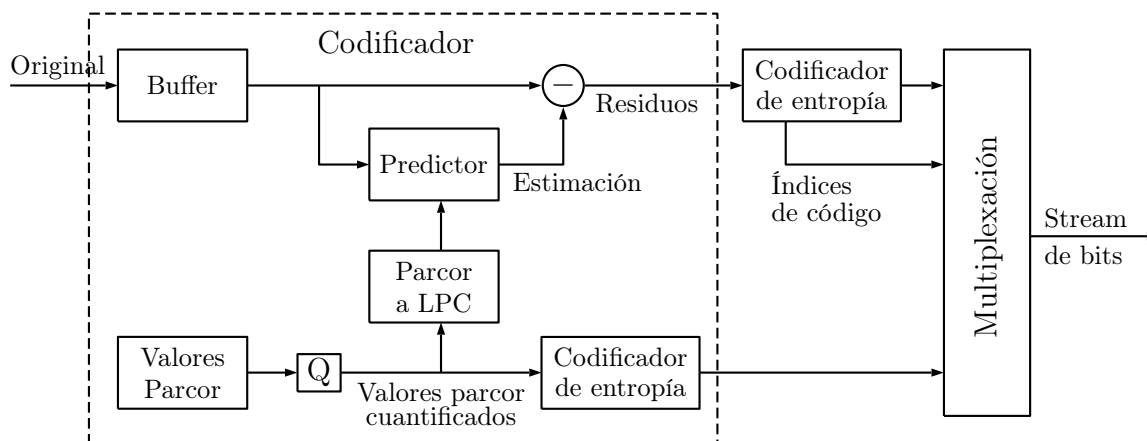 Codificador
Original
Buffer
−
Residuos
Codificador
de entropía
Predictor
Estimación
Índices
de código
Multiplexación
Stream
de bits
Parcor
a LPC
Valores
Parcor
Q
Valores parcor
cuantificados
Codificador
de entropía